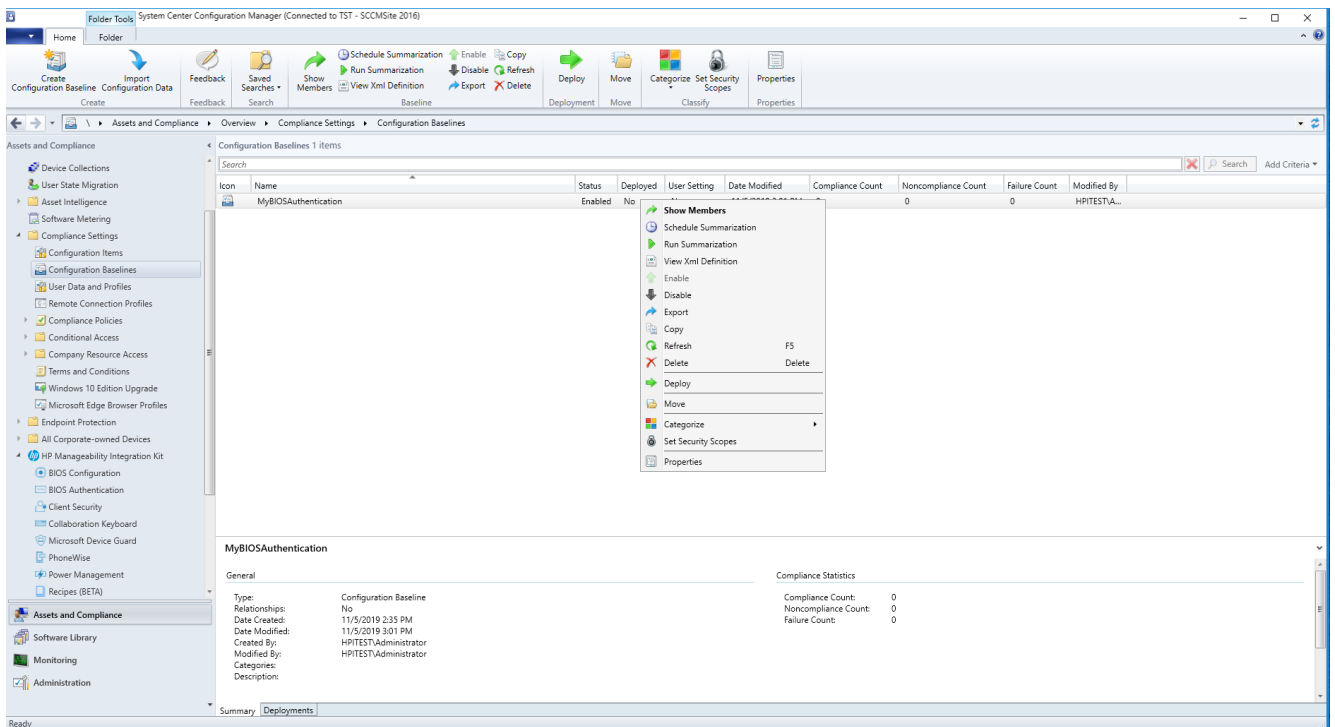 Folder Tools System Center Configuration Manager (Connected to TST - SCCMSite 2016)
Home Folder
Create Configuration Baseline
Import Configuration Data
Create
Feedback
Feedback
Saved Searches
Search
Show Members
Schedule Summarization
Run Summarization
View Xml Definition
Enable
Disable
Export
Copy
Refresh
Delete
Baseline
Deploy
Deployment
Move
Move
Categorize
Set Security Scopes
Classify
Properties
Properties
\ Assets and Compliance Overview Compliance Settings Configuration Baselines
Assets and Compliance
Device Collections
User State Migration
Asset Intelligence
Software Metering
Compliance Settings
Configuration Items
Configuration Baselines
User Data and Profiles
Remote Connection Profiles
Compliance Policies
Conditional Access
Company Resource Access
Terms and Conditions
Windows 10 Edition Upgrade
Microsoft Edge Browser Profiles
Endpoint Protection
All Corporate-owned Devices
HP Manageability Integration Kit
BIOS Configuration
BIOS Authentication
Client Security
Collaboration Keyboard
Microsoft Device Guard
PhoneWise
Power Management
Recipes (BETA)
Assets and Compliance
Software Library
Monitoring
Administration
Configuration Baselines 1 items
Search Search Add Criteria
Icon Name Status Deployed User Setting Date Modified Compliance Count Noncompliance Count Failure Count Modified By
MyBIOSAuthentication Enabled No 0 0 HPITEST\A...
Show Members
Schedule Summarization
Run Summarization
View Xml Definition
Enable
Disable
Export
Copy
Refresh F5
Delete Delete
Deploy
Move
Categorize
Set Security Scopes
Properties
MyBIOSAuthentication
General
Type: Configuration Baseline
Relationships: No
Date Created: 11/5/2019 2:35 PM
Date Modified: 11/5/2019 3:01 PM
Created By: HPITEST\Administrator
Modified By: HPITEST\Administrator
Categories:
Description:
Compliance Statistics
Compliance Count: 0
Noncompliance Count: 0
Failure Count: 0
Summary Deployments
Ready